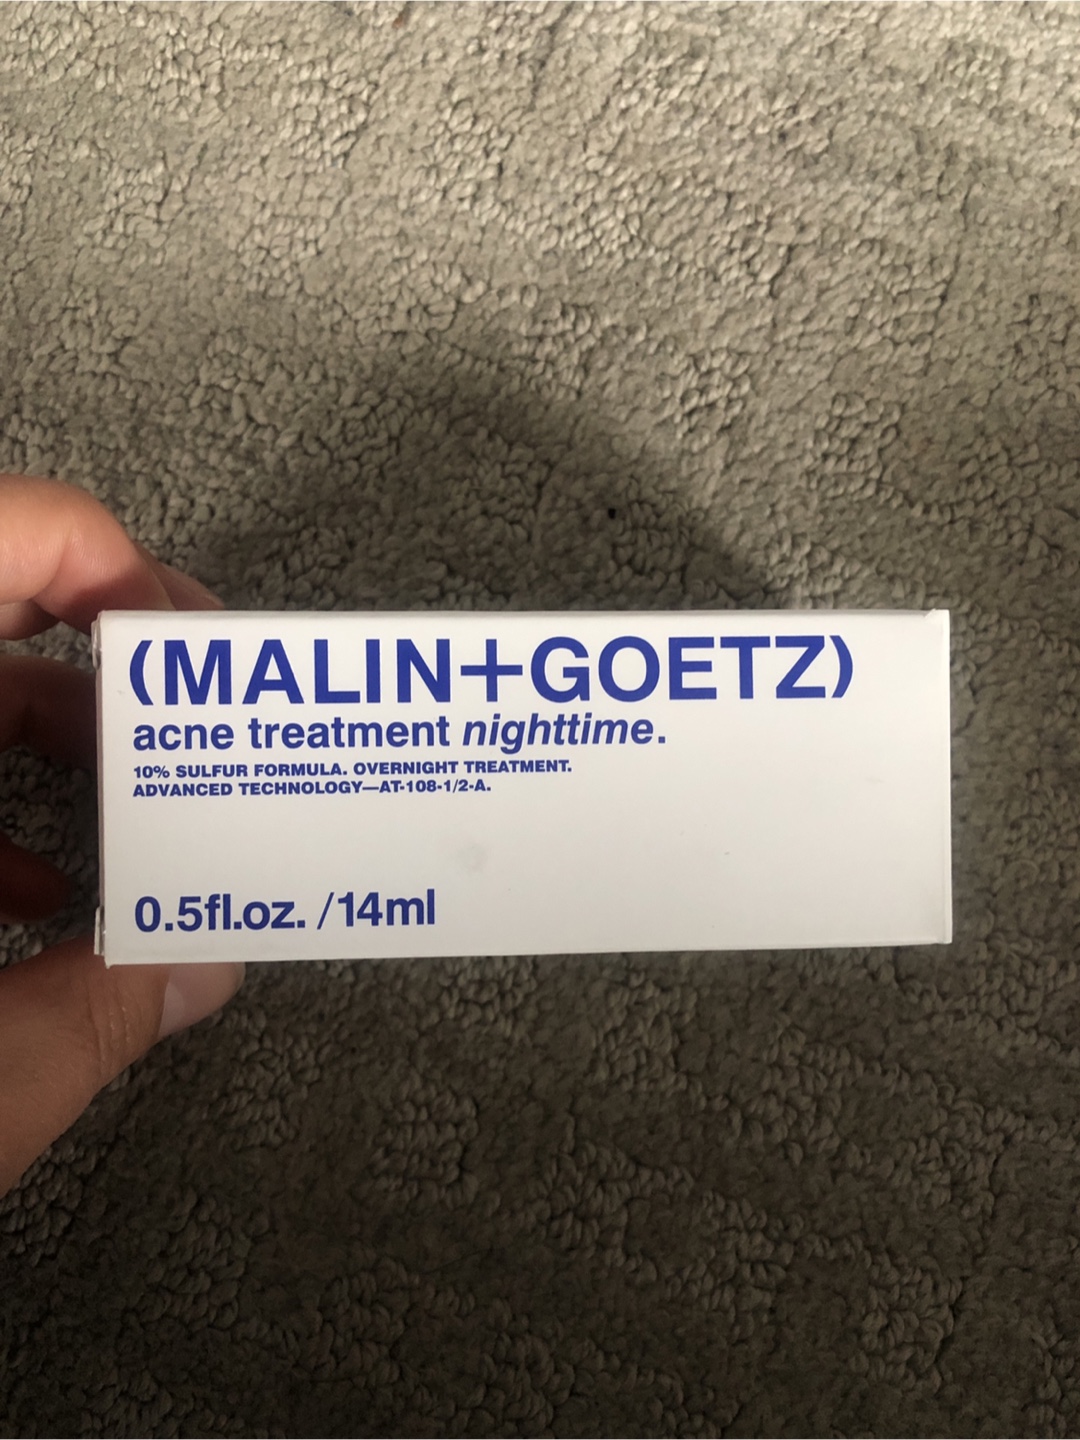 (MALIN+GOETZ)
acne treatment nighttime.
10% SULFUR FORMULA. OVERNIGHT TREATMENT.
ADVANCED TECHNOLOGY—AT-108-1/2-A.
0.5fl.oz. /14ml